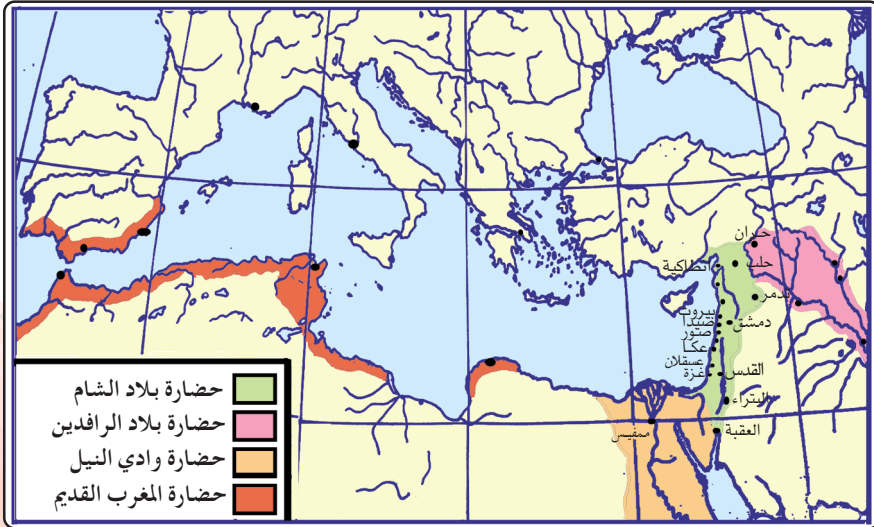 حران
حلب
انطاكية
تدمر
بيروت
صيدا
دمشق
صور
عكا
عسقلان
القدس
غزة
البتراء
العقبة
ممفيس
حضارة بلاد الشام
حضارة بلاد الرافدين
حضارة وادي النيل
حضارة المغرب القديم